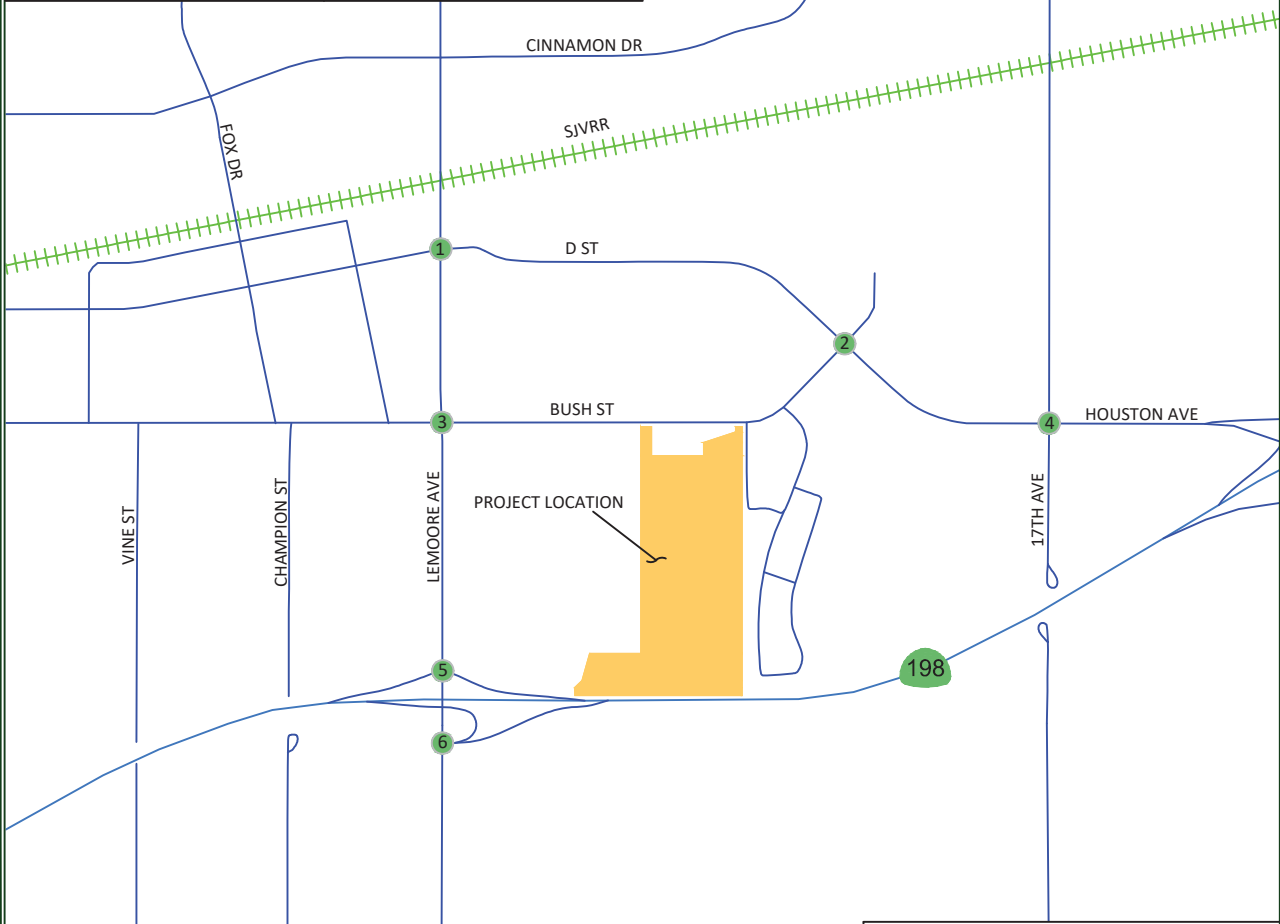 CINNAMON DR
SJVRR
FOX DR
1
D ST
2
BUSH ST
3
HOUSTON AVE
4
PROJECT LOCATION
VINE ST
CHAMPION ST
LEMOORE AVE
17TH AVE
5
198
6